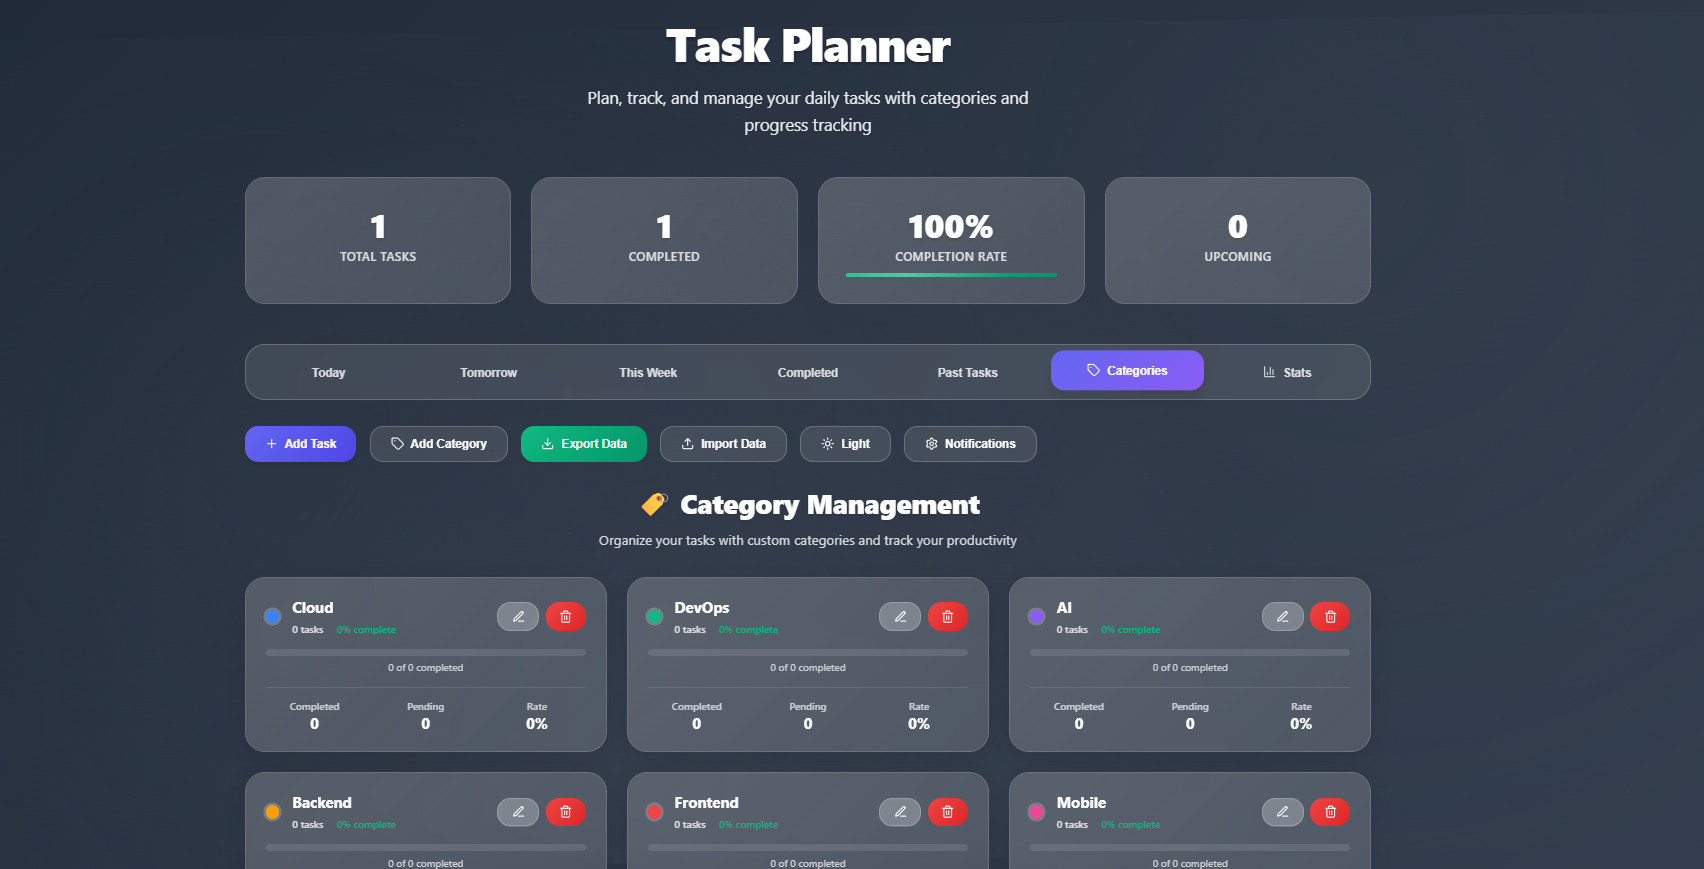 Task Planner
Plan, track, and manage your daily tasks with categories and
progress tracking
1
TOTAL TASKS
1
COMPLETED
100%
COMPLETION RATE
0
UPCOMING
Today
Tomorrow
This Week
Completed
Past Tasks
Categories
Stats
Add Task
Add Category
Export Data
Import Data
Light
Notifications
Category Management
Organize your tasks with custom categories and track your productivity
Cloud
0 tasks 0% complete
0 of 0 completed
Completed Pending Rate
0 0 0%
DevOps
0 tasks 0% complete
0 of 0 completed
Completed Pending Rate
0 0 0%
AI
0 tasks 0% complete
0 of 0 completed
Completed Pending Rate
0 0 0%
Backend
0 tasks 0% complete
0 of 0 completed
Frontend
0 tasks 0% complete
0 of 0 completed
Mobile
0 tasks 0% complete
0 of 0 completed